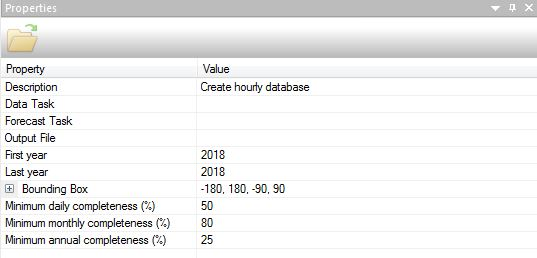 Properties
Property Value
Description Create hourly database
Data Task
Forecast Task
Output File
First year 2018
Last year 2018
Bounding Box -180, 180, -90, 90
Minimum daily completeness (%) 50
Minimum monthly completeness (%) 80
Minimum annual completeness (%) 25